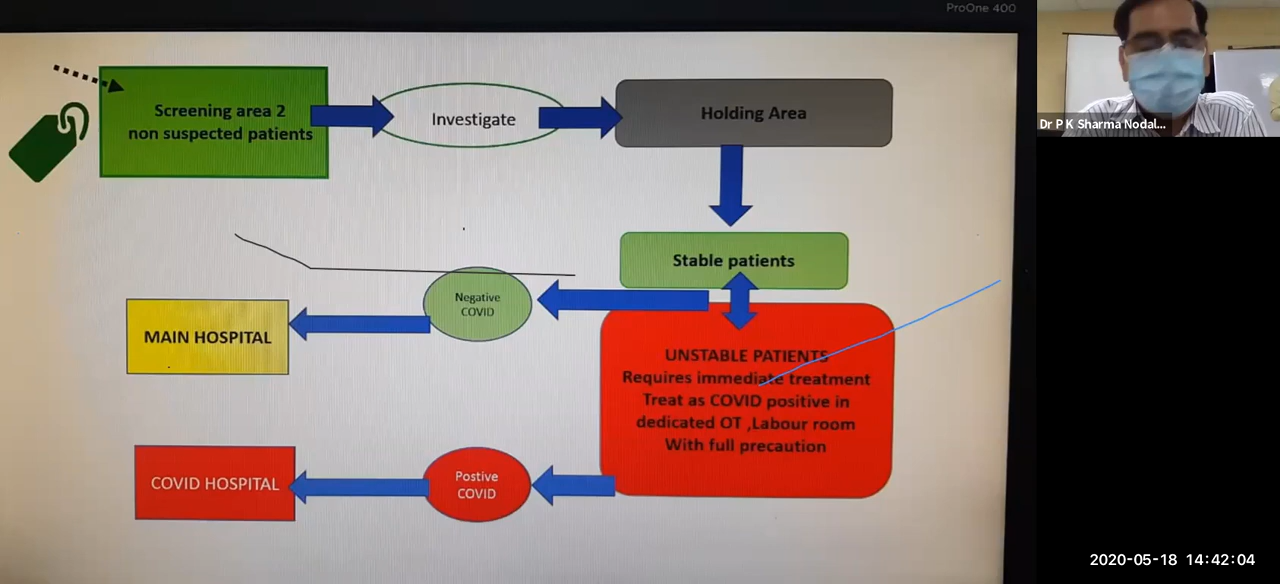 ProOne 400
Screening area 2
non suspected patients
Investigate
Holding Area
Dr P K Sharma Nodal...
Stable patients
Negative
COVID
MAIN HOSPITAL
UNSTABLE PATIENTS
Requires immediate treatment
Treat as COVID positive in
dedicated OT ,Labour room
With full precaution
Postive
COVID
COVID HOSPITAL
2020-05-18 14:42:04